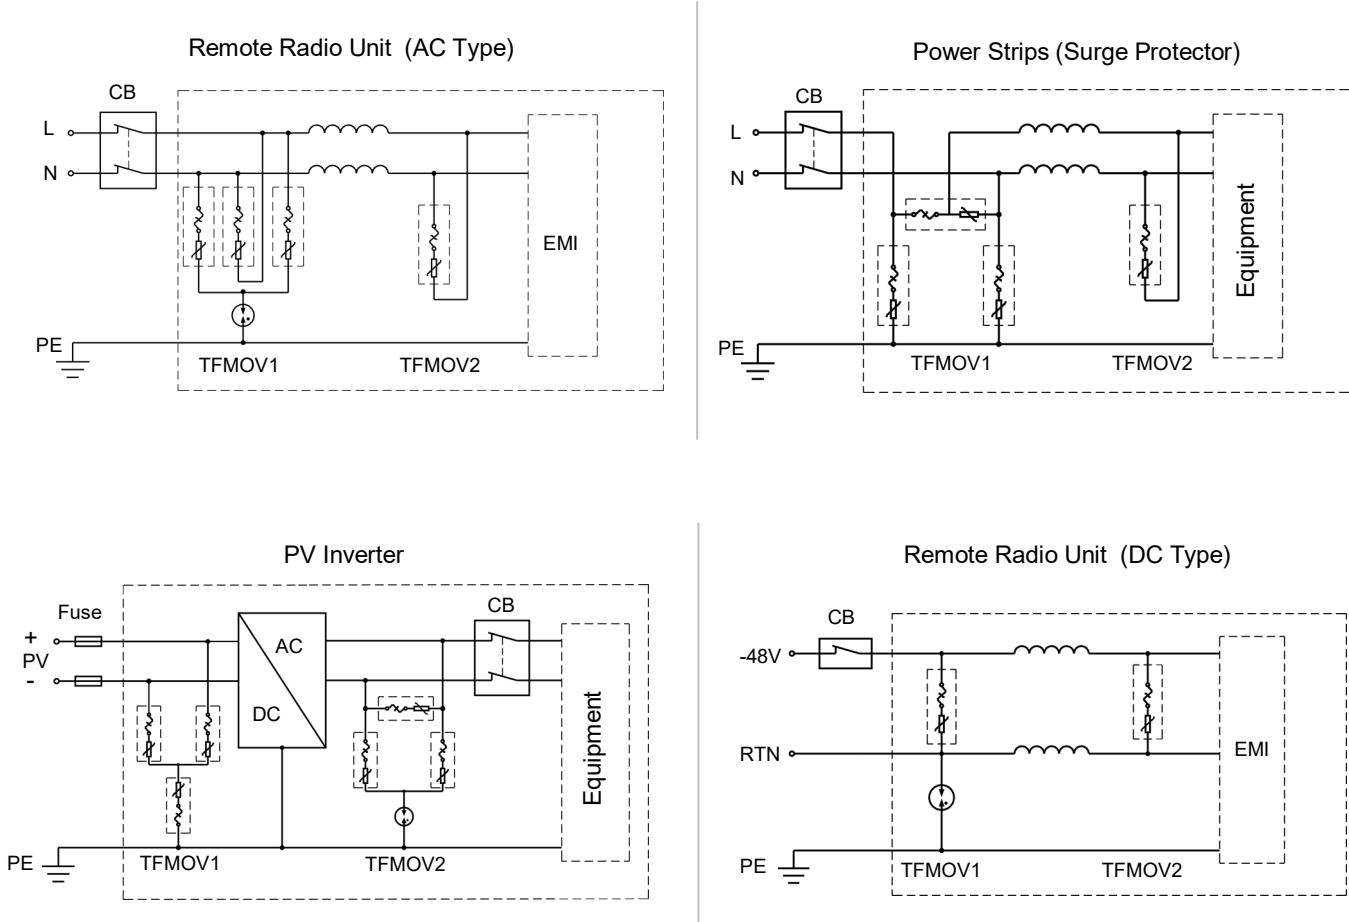 Remote Radio Unit (AC Type)
CB
L
N
EMI
PE
TFMOV1
TFMOV2
Power Strips (Surge Protector)
CB
L
N
Equipment
PE
TFMOV1
TFMOV2
PV Inverter
Fuse
+
PV
-
AC
DC
CB
Equipment
PE
TFMOV1
TFMOV2
Remote Radio Unit (DC Type)
CB
-48V
RTN
EMI
PE
TFMOV1
TFMOV2